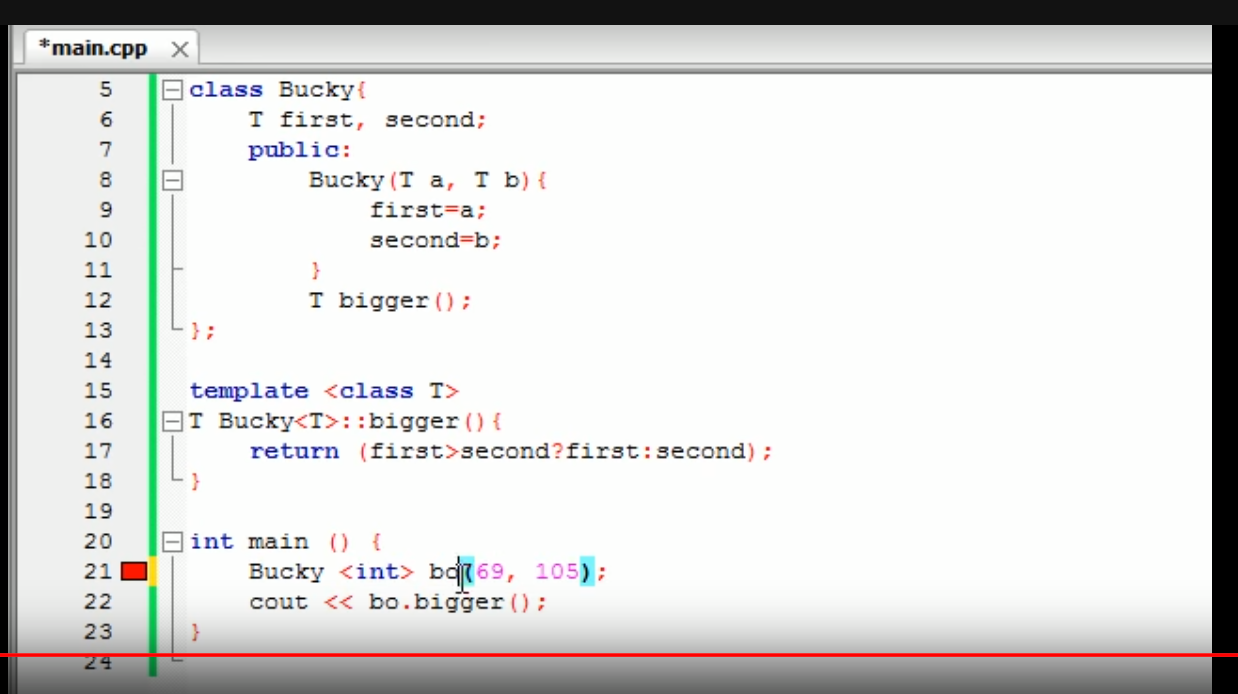 *main.cpp
5 class Bucky{
6 T first, second;
7 public:
8 Bucky(T a, T b){
9 first=a;
10 second=b;
11 }
12 T bigger();
13 };
14
15 template <class T>
16 T Bucky<T>::bigger(){
17 return (first>second?first:second);
18 }
19
20 int main () {
21 Bucky <int> bo(69, 105);
22 cout << bo.bigger();
23 }
24